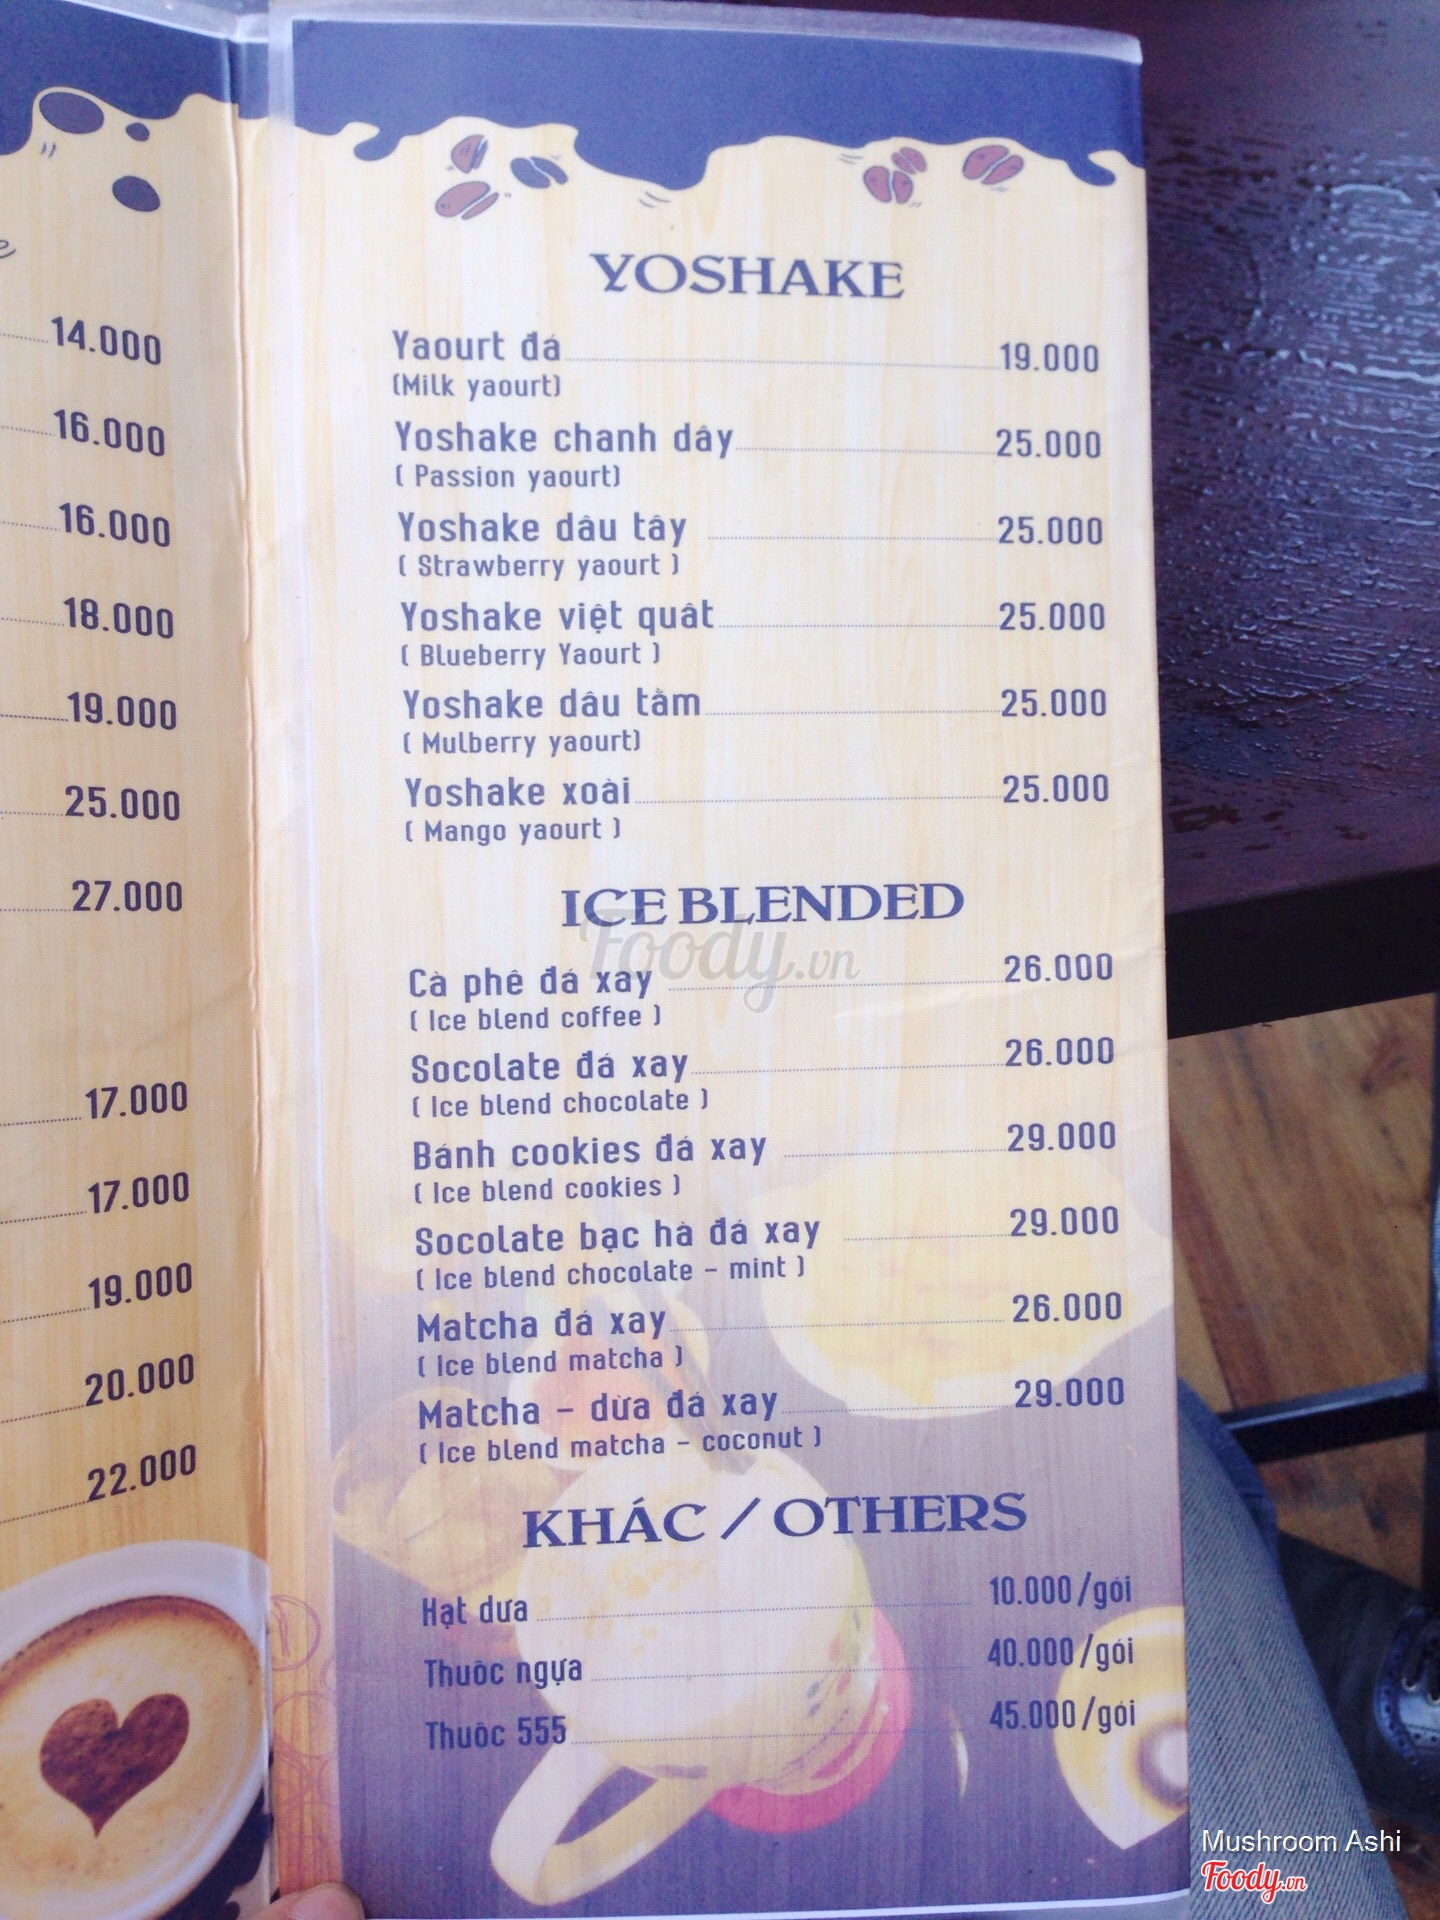 14.000
16.000
16.000
18.000
19.000
25.000
27.000
17.000
17.000
19.000
20.000
22.000
YOSHAKE
Yaourt đá 19.000
(Milk yaourt)
Yoshake chanh dây 25.000
( Passion yaourt)
Yoshake dâu tây 25.000
( Strawberry yaourt )
Yoshake việt quất 25.000
( Blueberry Yaourt )
Yoshake dâu tằm 25.000
( Mulberry yaourt)
Yoshake xoài 25.000
( Mango yaourt )
ICE BLENDED
Foody.vn
Cà phê đá xay 26.000
( Ice blend coffee )
Socolate đá xay 26.000
( Ice blend chocolate )
Bánh cookies đá xay 29.000
( Ice blend cookies )
Socolate bạc hà đá xay 29.000
( Ice blend chocolate - mint )
Matcha đá xay 26.000
( Ice blend matcha )
Matcha - dừa đá xay 29.000
( Ice blend matcha - coconut )
KHÁC / OTHERS
Hạt dưa 10.000/gói
Thuốc ngựa 40.000/gói
Thuốc 555 45.000/gói
Mushroom Ashi
Foody.vn